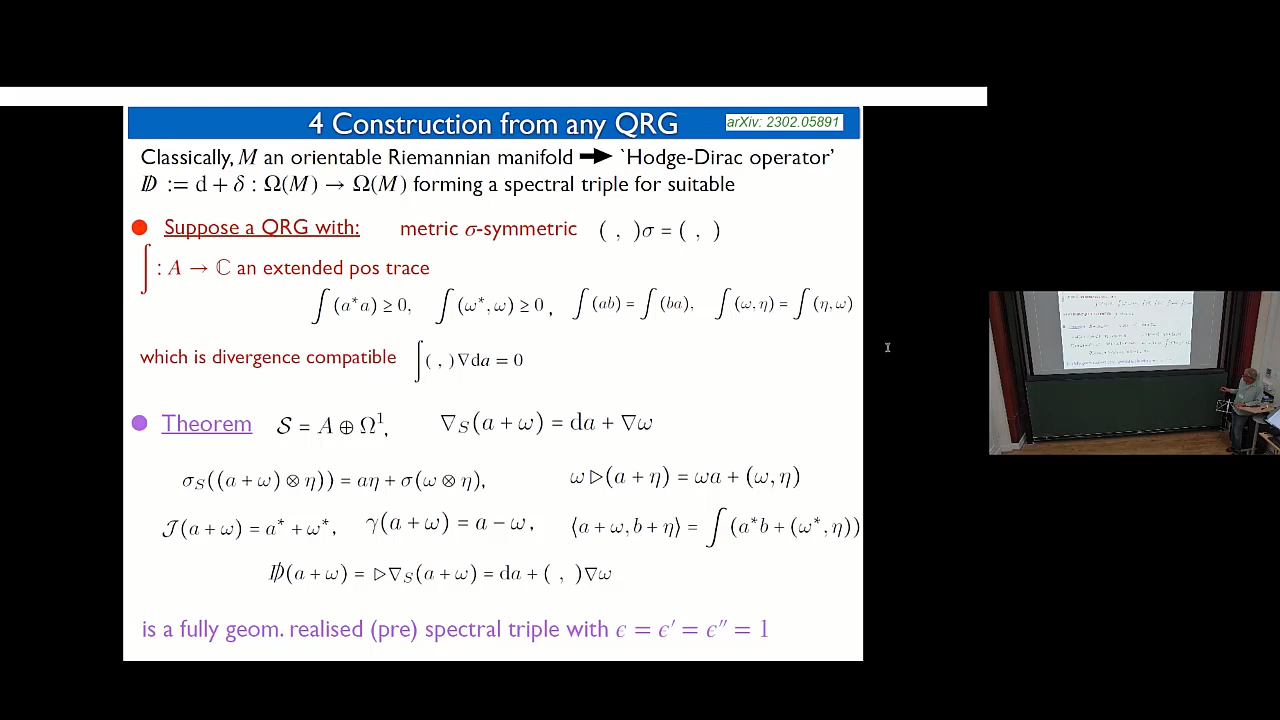 4 Construction from any QRG
arXiv: 2302.05891
Classically, M an orientable Riemannian manifold ➞ `Hodge-Dirac operator'
D̸ := d + δ : Ω(M) → Ω(M) forming a spectral triple for suitable
● Suppose a QRG with: metric σ-symmetric ( , )σ = ( , )
∫ : A → ℂ an extended pos trace
∫(a*a) ≥ 0, ∫(ω*, ω) ≥ 0 , ∫(ab) = ∫(ba), ∫(ω, η) = ∫(η, ω)
which is divergence compatible ∫( , )∇da = 0
● Theorem 𝒮 = A ⊕ Ω¹, ∇_S(a + ω) = da + ∇ω
σ_S((a + ω) ⊗ η)) = aη + σ(ω ⊗ η), ω ▷(a + η) = ωa + (ω, η)
𝒥(a + ω) = a* + ω*, γ(a + ω) = a − ω , ⟨a + ω, b + η⟩ = ∫(a*b + (ω*, η))
D̸(a + ω) = ▷∇_S(a + ω) = da + ( , )∇ω
is a fully geom. realised (pre) spectral triple with ϵ = ϵ′ = ϵ″ = 1